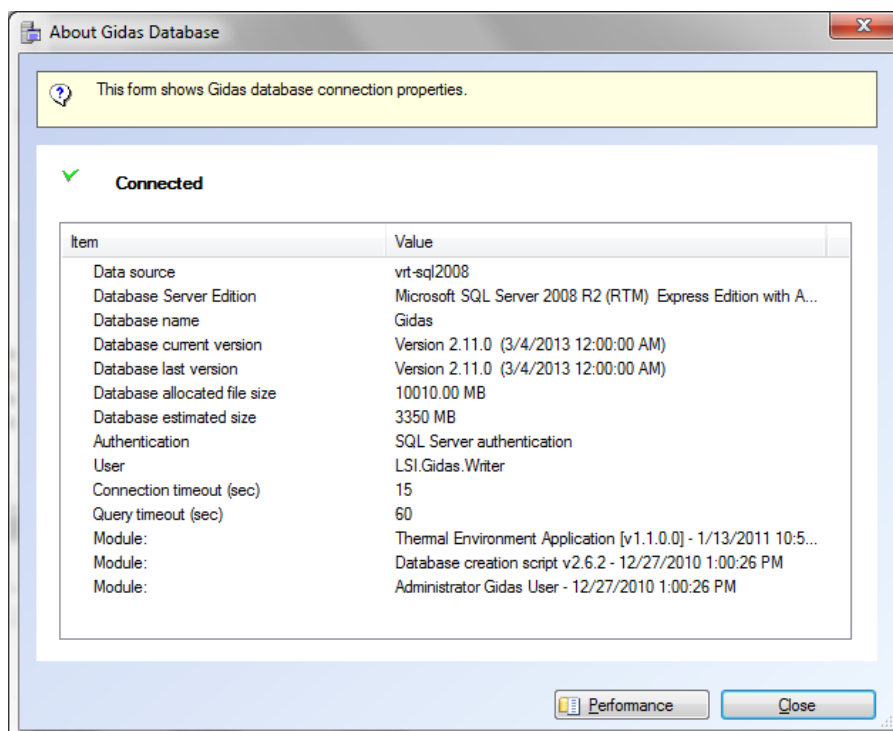 About Gidas Database
This form shows Gidas database connection properties.
Connected
Item Value
Data source vrt-sql2008
Database Server Edition Microsoft SQL Server 2008 R2 (RTM) Express Edition with A...
Database name Gidas
Database current version Version 2.11.0 (3/4/2013 12:00:00 AM)
Database last version Version 2.11.0 (3/4/2013 12:00:00 AM)
Database allocated file size 10010.00 MB
Database estimated size 3350 MB
Authentication SQL Server authentication
User LSI.Gidas.Writer
Connection timeout (sec) 15
Query timeout (sec) 60
Module: Thermal Environment Application [v1.1.0.0] - 1/13/2011 10:5...
Module: Database creation script v2.6.2 - 12/27/2010 1:00:26 PM
Module: Administrator Gidas User - 12/27/2010 1:00:26 PM
Performance Close